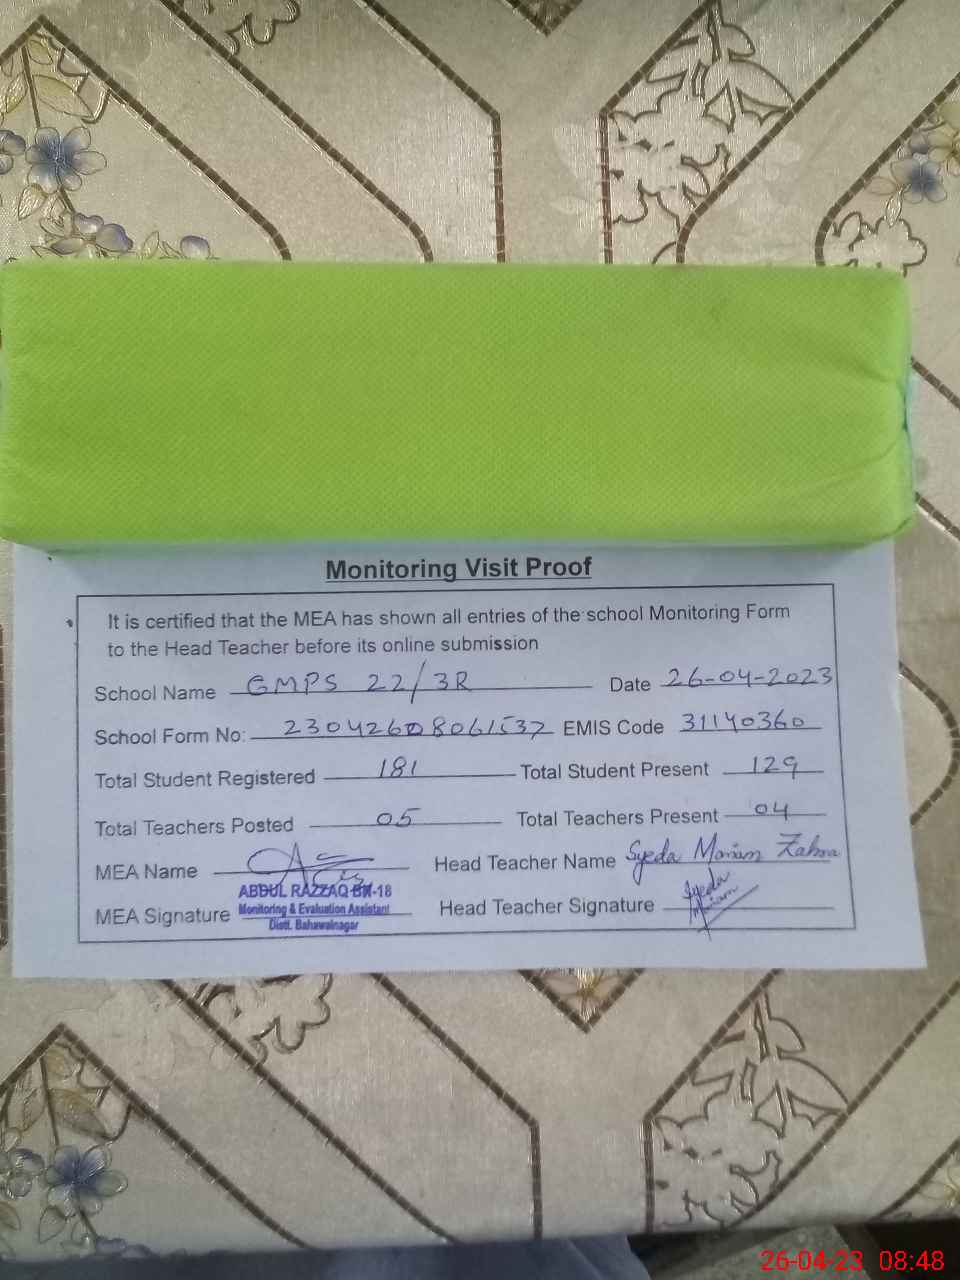 Monitoring Visit Proof
It is certified that the MEA has shown all entries of the school Monitoring Form
to the Head Teacher before its online submission
School Name GMPS 22/3R Date 26-04-2023
School Form No: 23042608061537 EMIS Code 31140360
Total Student Registered 181 Total Student Present 129
Total Teachers Posted 05 Total Teachers Present 04
MEA Name Head Teacher Name Syeda Mariam Zahra
ABDUL RAZZAQ BM-18
MEA Signature Monitoring & Evaluation Assistant Head Teacher Signature Syeda Mariam
Distt. Bahawalnagar
26-04-23 08:48